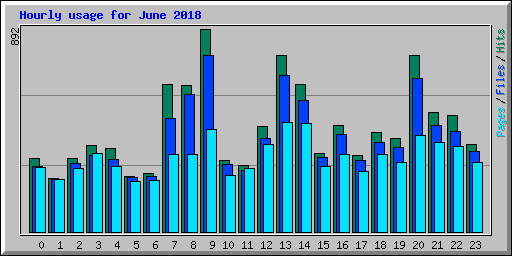 Hourly usage for June 2018
892
Pages / Files / Hits
0 1 2 3 4 5 6 7 8 9 10 11 12 13 14 15 16 17 18 19 20 21 22 23